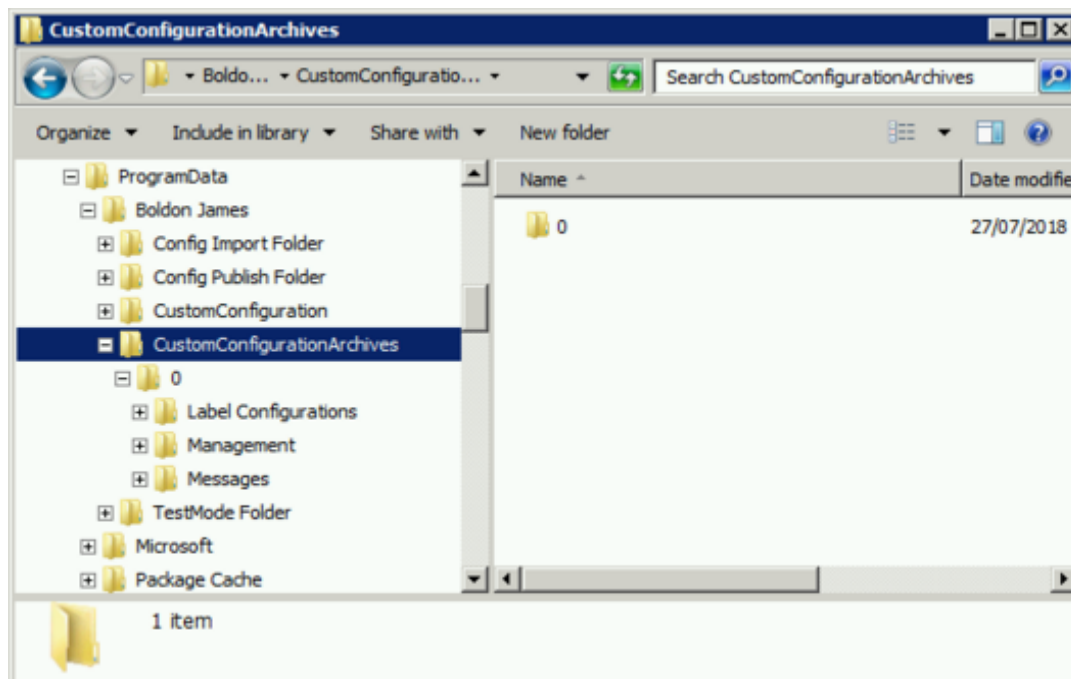 CustomConfigurationArchives
Boldo... CustomConfiguratio... Search CustomConfigurationArchives
Organize Include in library Share with New folder
ProgramData
Boldon James
Config Import Folder
Config Publish Folder
CustomConfiguration
CustomConfigurationArchives
0
Label Configurations
Management
Messages
TestMode Folder
Microsoft
Package Cache
Name Date modifie
0 27/07/2018
1 item